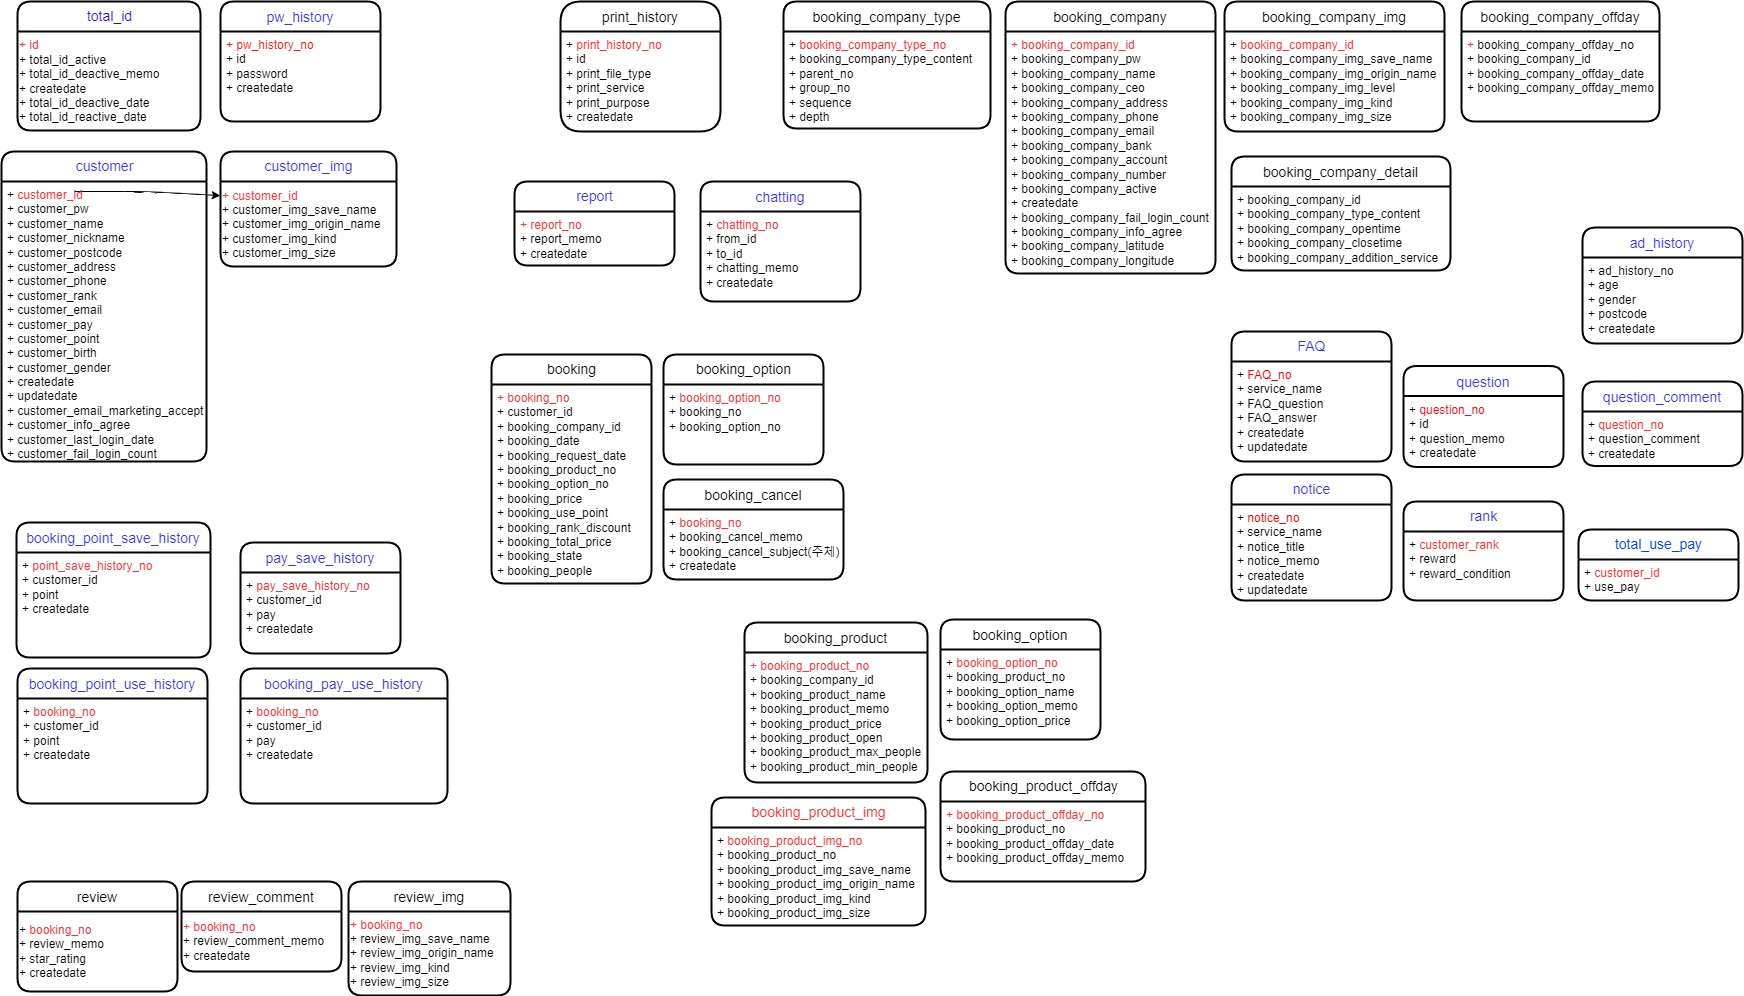 total_id
+ id
+ total_id_active
+ total_id_deactive_memo
+ createdate
+ total_id_deactive_date
+ total_id_reactive_date
pw_history
+ pw_history_no
+ id
+ password
+ createdate
print_history
+ print_history_no
+ id
+ print_file_type
+ print_service
+ print_purpose
+ createdate
booking_company_type
+ booking_company_type_no
+ booking_company_type_content
+ parent_no
+ group_no
+ sequence
+ depth
booking_company
+ booking_company_id
+ booking_company_pw
+ booking_company_name
+ booking_company_ceo
+ booking_company_address
+ booking_company_phone
+ booking_company_email
+ booking_company_bank
+ booking_company_account
+ booking_company_number
+ booking_company_active
+ createdate
+ booking_company_fail_login_count
+ booking_company_info_agree
+ booking_company_latitude
+ booking_company_longitude
booking_company_img
+ booking_company_id
+ booking_company_img_save_name
+ booking_company_img_origin_name
+ booking_company_img_level
+ booking_company_img_kind
+ booking_company_img_size
booking_company_offday
+ booking_company_offday_no
+ booking_company_id
+ booking_company_offday_date
+ booking_company_offday_memo
customer
+ customer_id
+ customer_pw
+ customer_name
+ customer_nickname
+ customer_postcode
+ customer_address
+ customer_phone
+ customer_rank
+ customer_email
+ customer_pay
+ customer_point
+ customer_birth
+ customer_gender
+ createdate
+ updatedate
+ customer_email_marketing_accept
+ customer_info_agree
+ customer_last_login_date
+ customer_fail_login_count
customer_img
+ customer_id
+ customer_img_save_name
+ customer_img_origin_name
+ customer_img_kind
+ customer_img_size
report
+ report_no
+ report_memo
+ createdate
chatting
+ chatting_no
+ from_id
+ to_id
+ chatting_memo
+ createdate
booking_company_detail
+ booking_company_id
+ booking_company_type_content
+ booking_company_opentime
+ booking_company_closetime
+ booking_company_addition_service
ad_history
+ ad_history_no
+ age
+ gender
+ postcode
+ createdate
booking
+ booking_no
+ customer_id
+ booking_company_id
+ booking_date
+ booking_request_date
+ booking_product_no
+ booking_option_no
+ booking_price
+ booking_use_point
+ booking_rank_discount
+ booking_total_price
+ booking_state
+ booking_people
booking_option
+ booking_option_no
+ booking_no
+ booking_option_no
booking_cancel
+ booking_no
+ booking_cancel_memo
+ booking_cancel_subject(주제)
+ createdate
FAQ
+ FAQ_no
+ service_name
+ FAQ_question
+ FAQ_answer
+ createdate
+ updatedate
question
+ question_no
+ id
+ question_memo
+ createdate
question_comment
+ question_no
+ question_comment
+ createdate
notice
+ notice_no
+ service_name
+ notice_title
+ notice_memo
+ createdate
+ updatedate
rank
+ customer_rank
+ reward
+ reward_condition
total_use_pay
+ customer_id
+ use_pay
booking_point_save_history
+ point_save_history_no
+ customer_id
+ point
+ createdate
pay_save_history
+ pay_save_history_no
+ customer_id
+ pay
+ createdate
booking_point_use_history
+ booking_no
+ customer_id
+ point
+ createdate
booking_pay_use_history
+ booking_no
+ customer_id
+ pay
+ createdate
booking_product
+ booking_product_no
+ booking_company_id
+ booking_product_name
+ booking_product_memo
+ booking_product_price
+ booking_product_open
+ booking_product_max_people
+ booking_product_min_people
booking_option
+ booking_option_no
+ booking_product_no
+ booking_option_name
+ booking_option_memo
+ booking_option_price
booking_product_img
+ booking_product_img_no
+ booking_product_no
+ booking_product_img_save_name
+ booking_product_img_origin_name
+ booking_product_img_kind
+ booking_product_img_size
booking_product_offday
+ booking_product_offday_no
+ booking_product_no
+ booking_product_offday_date
+ booking_product_offday_memo
review
+ booking_no
+ review_memo
+ star_rating
+ createdate
review_comment
+ booking_no
+ review_comment_memo
+ createdate
review_img
+ booking_no
+ review_img_save_name
+ review_img_origin_name
+ review_img_kind
+ review_img_size